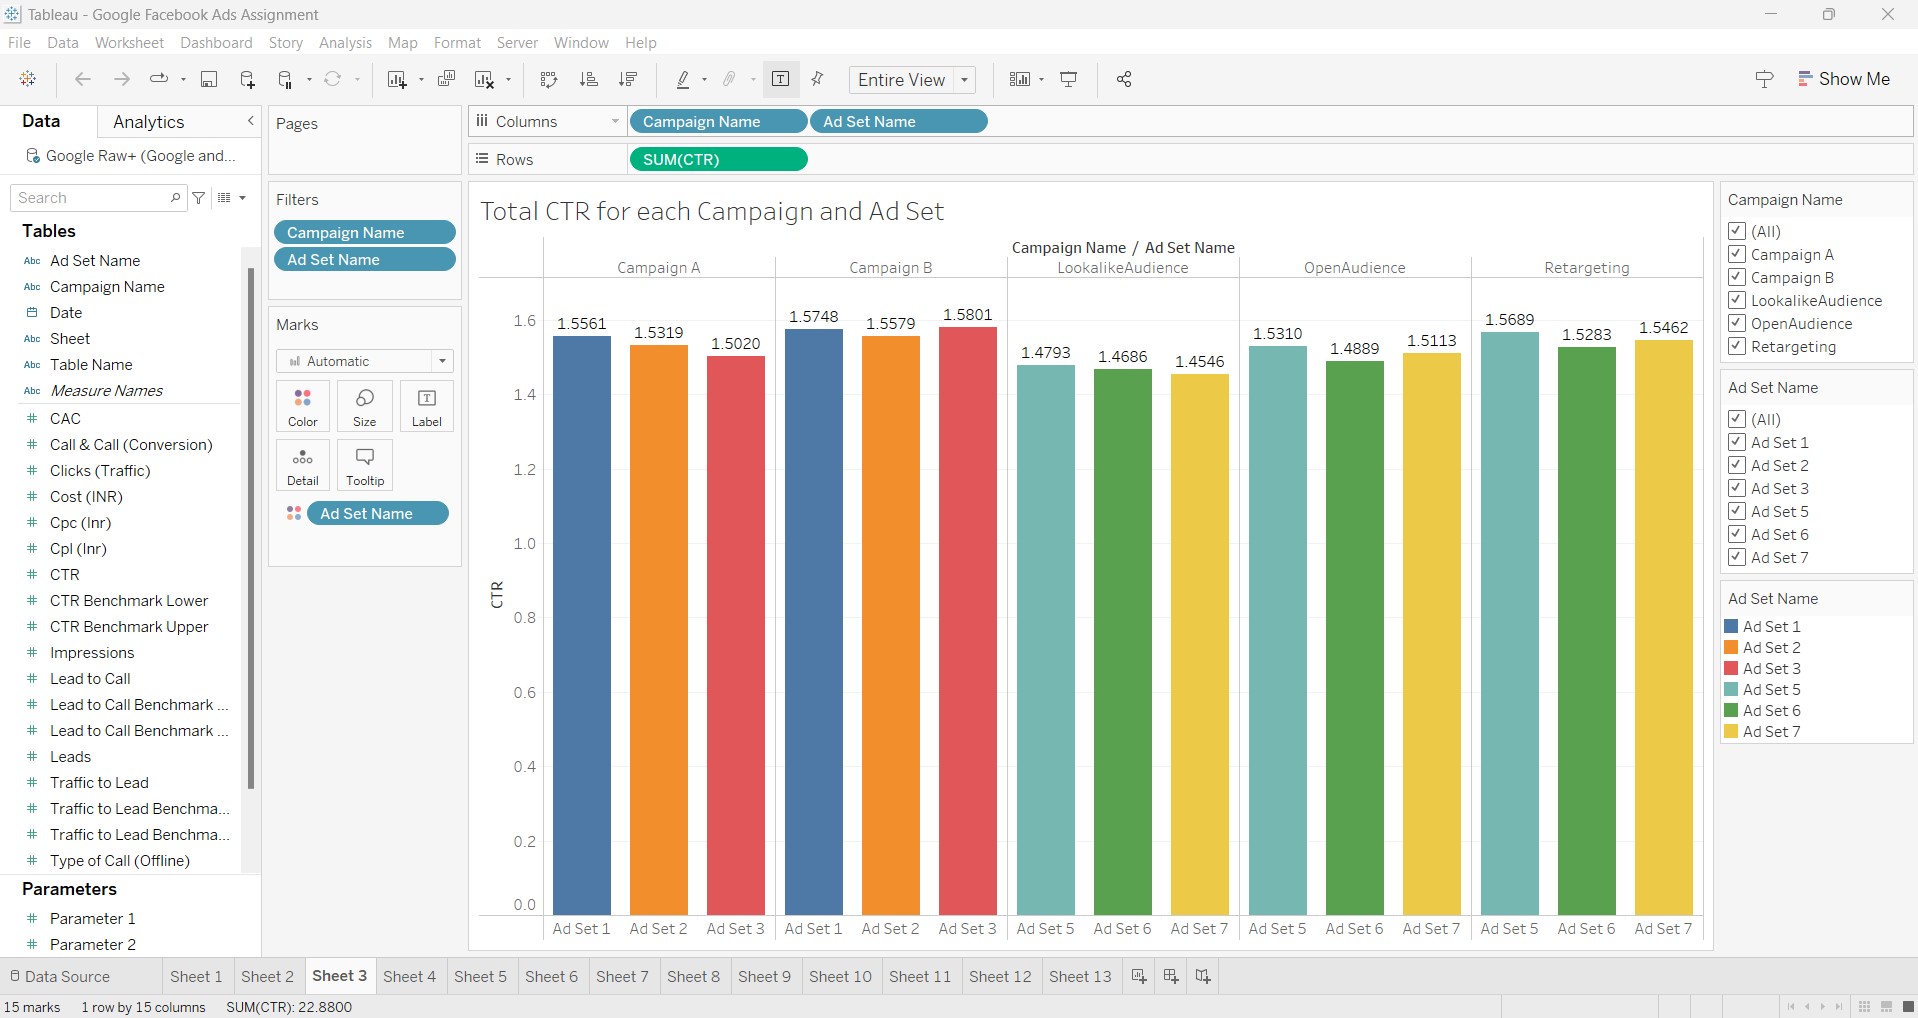 Tableau - Google Facebook Ads Assignment
File Data Worksheet Dashboard Story Analysis Map Format Server Window Help
Entire View
Show Me
Data
Analytics
Google Raw+ (Google and...
Search
Tables
Abc Ad Set Name
Abc Campaign Name
Date
Abc Sheet
Abc Table Name
Abc Measure Names
# CAC
# Call & Call (Conversion)
# Clicks (Traffic)
# Cost (INR)
# Cpc (Inr)
# Cpl (Inr)
# CTR
# CTR Benchmark Lower
# CTR Benchmark Upper
# Impressions
# Lead to Call
# Lead to Call Benchmark ...
# Lead to Call Benchmark ...
# Leads
# Traffic to Lead
# Traffic to Lead Benchma...
# Traffic to Lead Benchma...
# Type of Call (Offline)
Parameters
# Parameter 1
# Parameter 2
Pages
Filters
Campaign Name
Ad Set Name
Marks
Automatic
Color Size Label
Detail Tooltip
Ad Set Name
Columns Campaign Name Ad Set Name
Rows SUM(CTR)
Total CTR for each Campaign and Ad Set
Campaign Name / Ad Set Name
Campaign A Campaign B LookalikeAudience OpenAudience Retargeting
CTR
1.6
1.4
1.2
1.0
0.8
0.6
0.4
0.2
0.0
1.5561 1.5319 1.5020 1.5748 1.5579 1.5801 1.4793 1.4686 1.4546 1.5310 1.4889 1.5113 1.5689 1.5283 1.5462
Ad Set 1 Ad Set 2 Ad Set 3 Ad Set 1 Ad Set 2 Ad Set 3 Ad Set 5 Ad Set 6 Ad Set 7 Ad Set 5 Ad Set 6 Ad Set 7 Ad Set 5 Ad Set 6 Ad Set 7
Campaign Name
(All)
Campaign A
Campaign B
LookalikeAudience
OpenAudience
Retargeting
Ad Set Name
(All)
Ad Set 1
Ad Set 2
Ad Set 3
Ad Set 5
Ad Set 6
Ad Set 7
Ad Set Name
Ad Set 1
Ad Set 2
Ad Set 3
Ad Set 5
Ad Set 6
Ad Set 7
Data Source Sheet 1 Sheet 2 Sheet 3 Sheet 4 Sheet 5 Sheet 6 Sheet 7 Sheet 8 Sheet 9 Sheet 10 Sheet 11 Sheet 12 Sheet 13
15 marks 1 row by 15 columns SUM(CTR): 22.8800